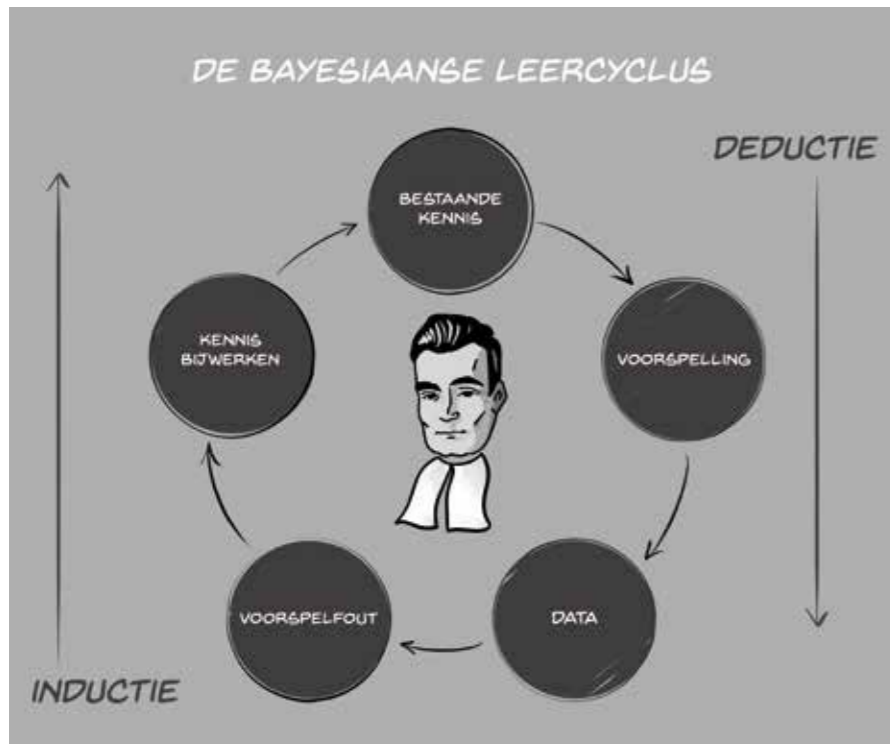 DE BAYESIAANSE LEERCYCLUS
DEDUCTIE
BESTAANDE
KENNIS
KENNIS
BIJWERKEN
VOORSPELLING
VOORSPELFOUT
DATA
INDUCTIE